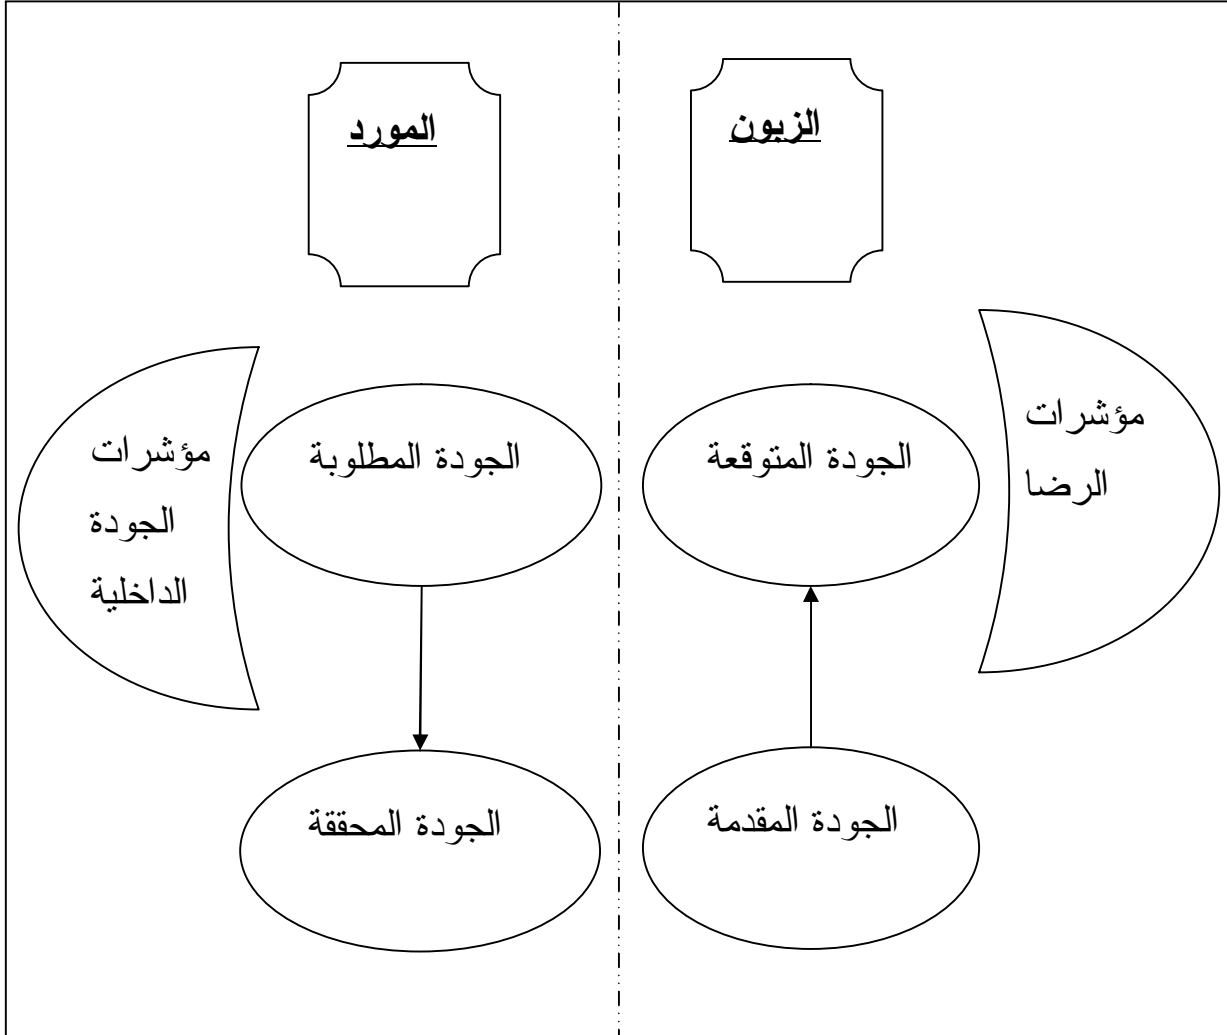 الزبون
المورد
مؤشرات
الرضا
الجودة المتوقعة
الجودة المطلوبة
مؤشرات
الجودة
الداخلية
الجودة المقدمة
الجودة المحققة